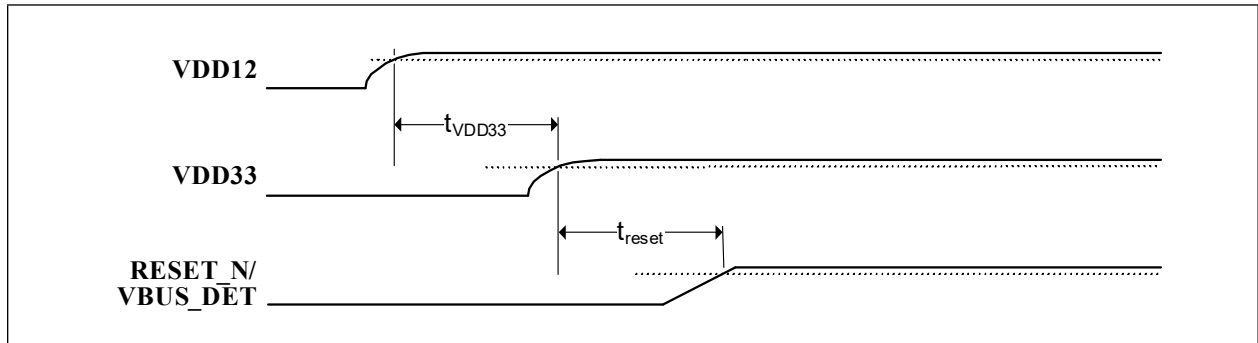 VDD12
tVDD33
VDD33
treset
RESET_N/
VBUS_DET